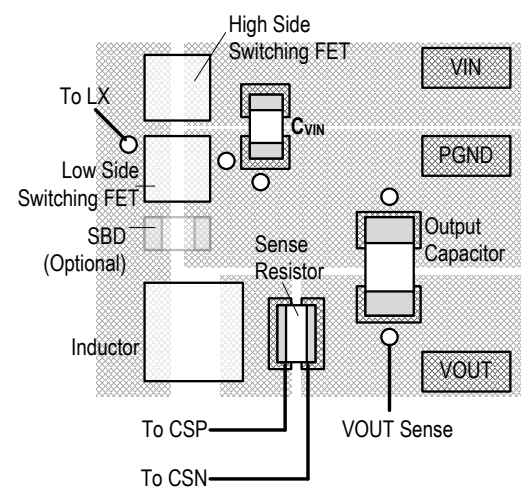 High Side
Switching FET
VIN
To LX
CVIN
PGND
Low Side
Switching FET
SBD
(Optional)
Sense
Resistor
Output
Capacitor
Inductor
VOUT
To CSP
VOUT Sense
To CSN